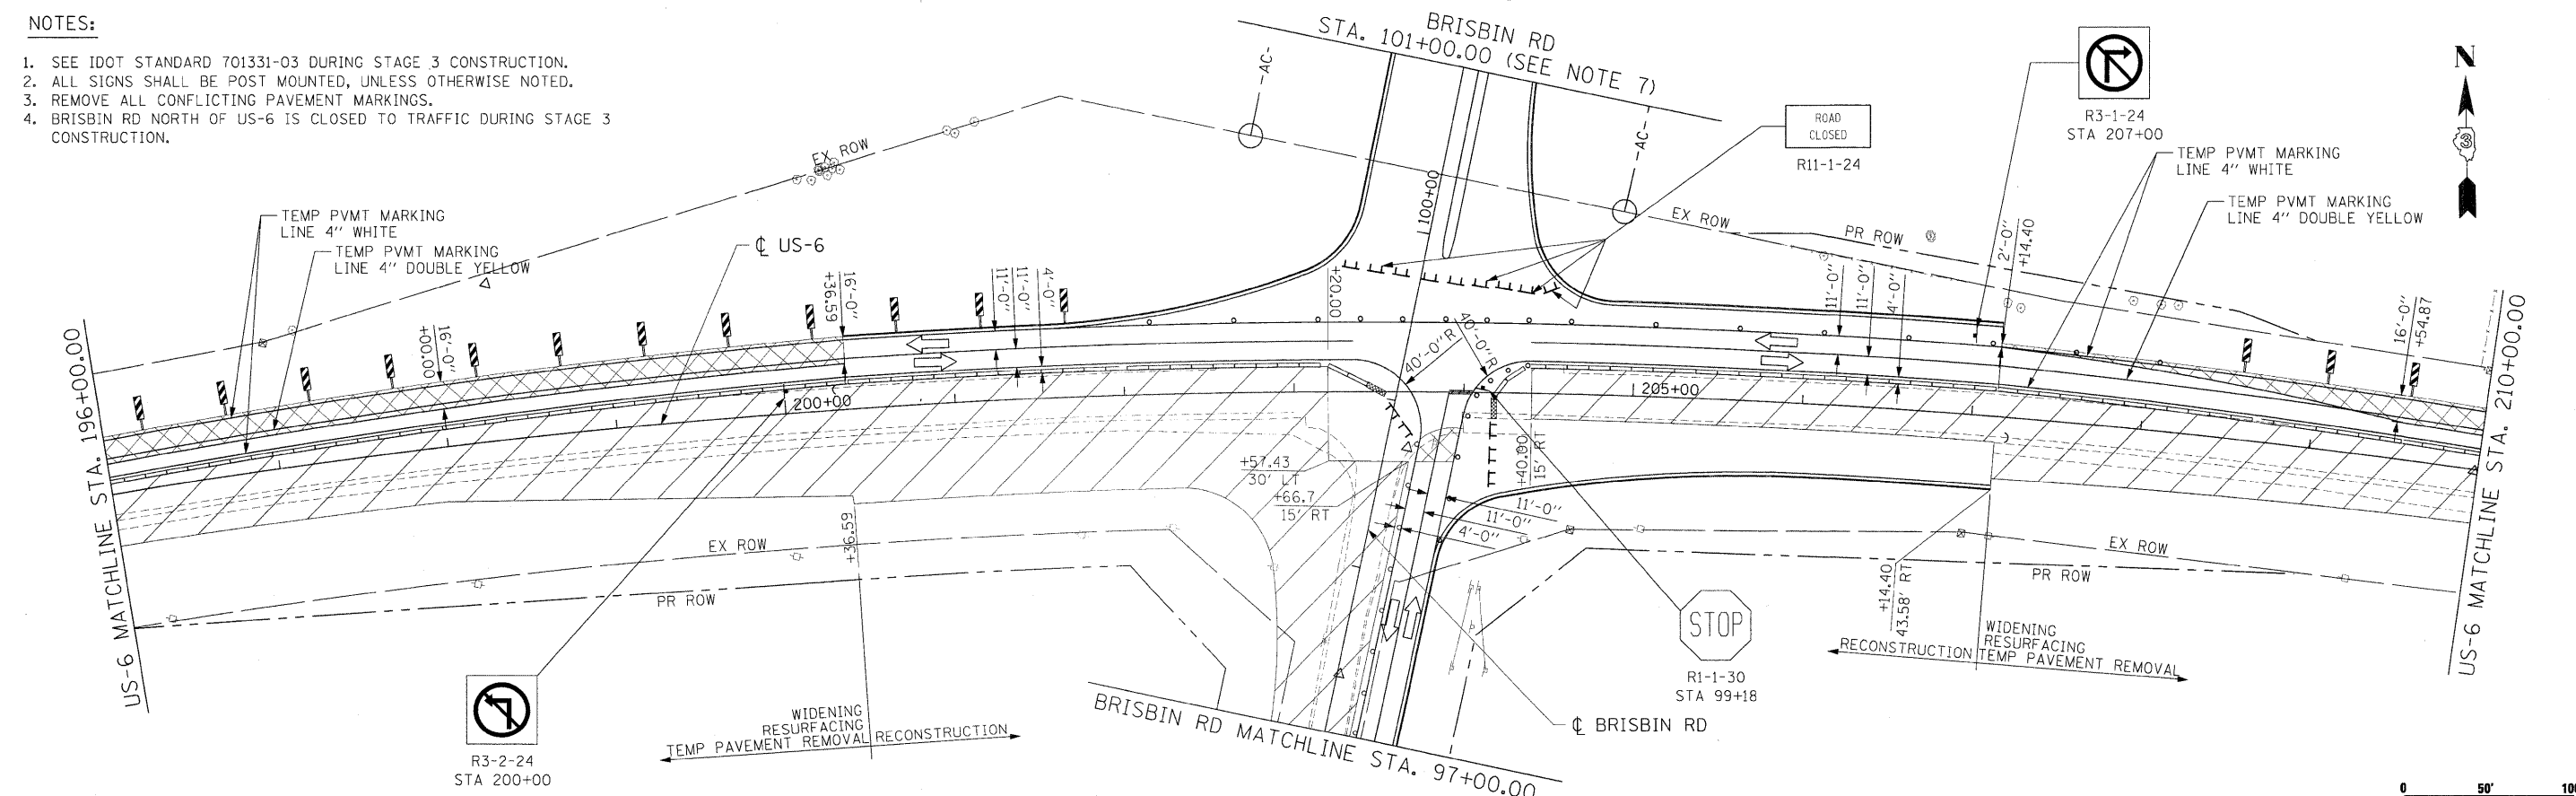 NOTES:
1. SEE IDOT STANDARD 701331-03 DURING STAGE 3 CONSTRUCTION.
2. ALL SIGNS SHALL BE POST MOUNTED, UNLESS OTHERWISE NOTED.
3. REMOVE ALL CONFLICTING PAVEMENT MARKINGS.
4. BRISBIN RD NORTH OF US-6 IS CLOSED TO TRAFFIC DURING STAGE 3
CONSTRUCTION.
BRISBIN RD
STA. 101+00.00 (SEE NOTE 7)
-AC-
-AC-
ROAD
CLOSED
R11-1-24
R3-1-24
STA 207+00
N
3
TEMP PVMT MARKING
LINE 4" WHITE
TEMP PVMT MARKING
LINE 4" DOUBLE YELLOW
EX ROW
PR ROW
EX ROW
TEMP PVMT MARKING
LINE 4" WHITE
TEMP PVMT MARKING
LINE 4" DOUBLE YELLOW
℄ US-6
100+00
16'-0"
+00.00
16'-0"
+36.59
11'-0"
11'-0"
4'-0"
+20.00
40'-0"R
40'-0"R
11'-0"
11'-0"
4'-0"
2'-0"
+14.40
16'-0"
+54.87
200+00
205+00
US-6 MATCHLINE STA. 196+00.00
US-6 MATCHLINE STA. 210+00.00
+57.43
30' LT
+66.7
15' RT
+40.00
15' R
11'-0"
11'-0"
4'-0"
+36.59
EX ROW
PR ROW
EX ROW
PR ROW
+14.40
43.58' RT
STOP
R1-1-30
STA 99+18
WIDENING
RESURFACING
RECONSTRUCTION TEMP PAVEMENT REMOVAL
R3-2-24
STA 200+00
WIDENING
RESURFACING
TEMP PAVEMENT REMOVAL RECONSTRUCTION
℄ BRISBIN RD
BRISBIN RD MATCHLINE STA. 97+00.00
0 50' 100